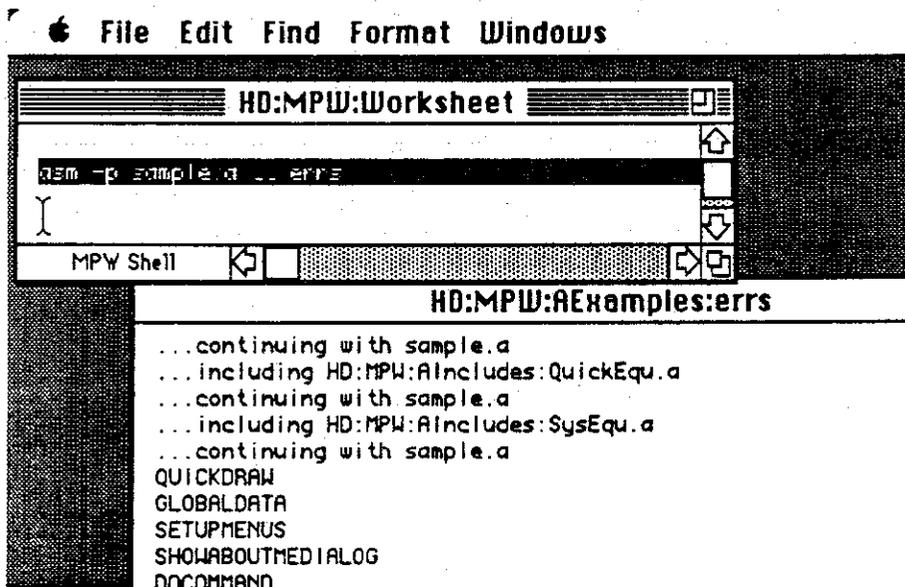 File Edit Find Format Windows
HD:MPW:Worksheet
asm -p sample.a errs
MPW Shell
HD:MPW:AExamples:errs
...continuing with sample.a
...including HD:MPW:AIncludes:QuickEqu.a
...continuing with sample.a
...including HD:MPW:AIncludes:SysEqu.a
...continuing with sample.a
QUICKDRAW
GLOBALDATA
SETUPMENUS
SHOWABOUTMEDIALOG
DOCOMMAND